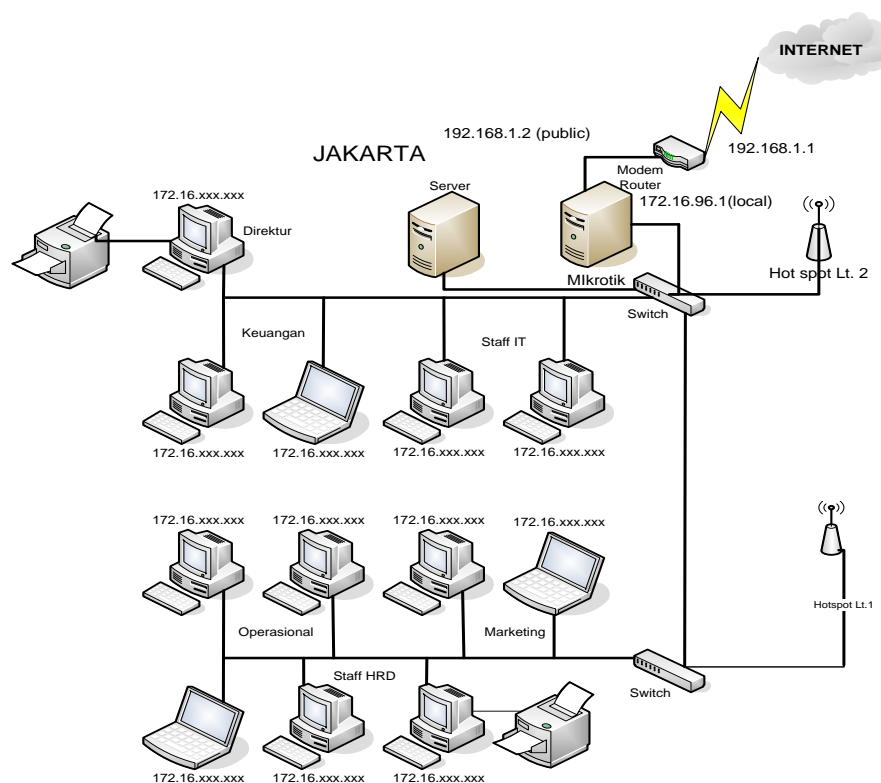 INTERNET
192.168.1.2 (public)
JAKARTA
192.168.1.1
Modem
Router
Server
172.16.xxx.xxx
172.16.96.1(local)
Direktur
Hot spot Lt. 2
MIkrotik
Switch
Keuangan
Staff IT
172.16.xxx.xxx
172.16.xxx.xxx
172.16.xxx.xxx
172.16.xxx.xxx
172.16.xxx.xxx
172.16.xxx.xxx
172.16.xxx.xxx
172.16.xxx.xxx
Hotspot Lt.1
Operasional
Marketing
Staff HRD
Switch
172.16.xxx.xxx
172.16.xxx.xxx
172.16.xxx.xxx